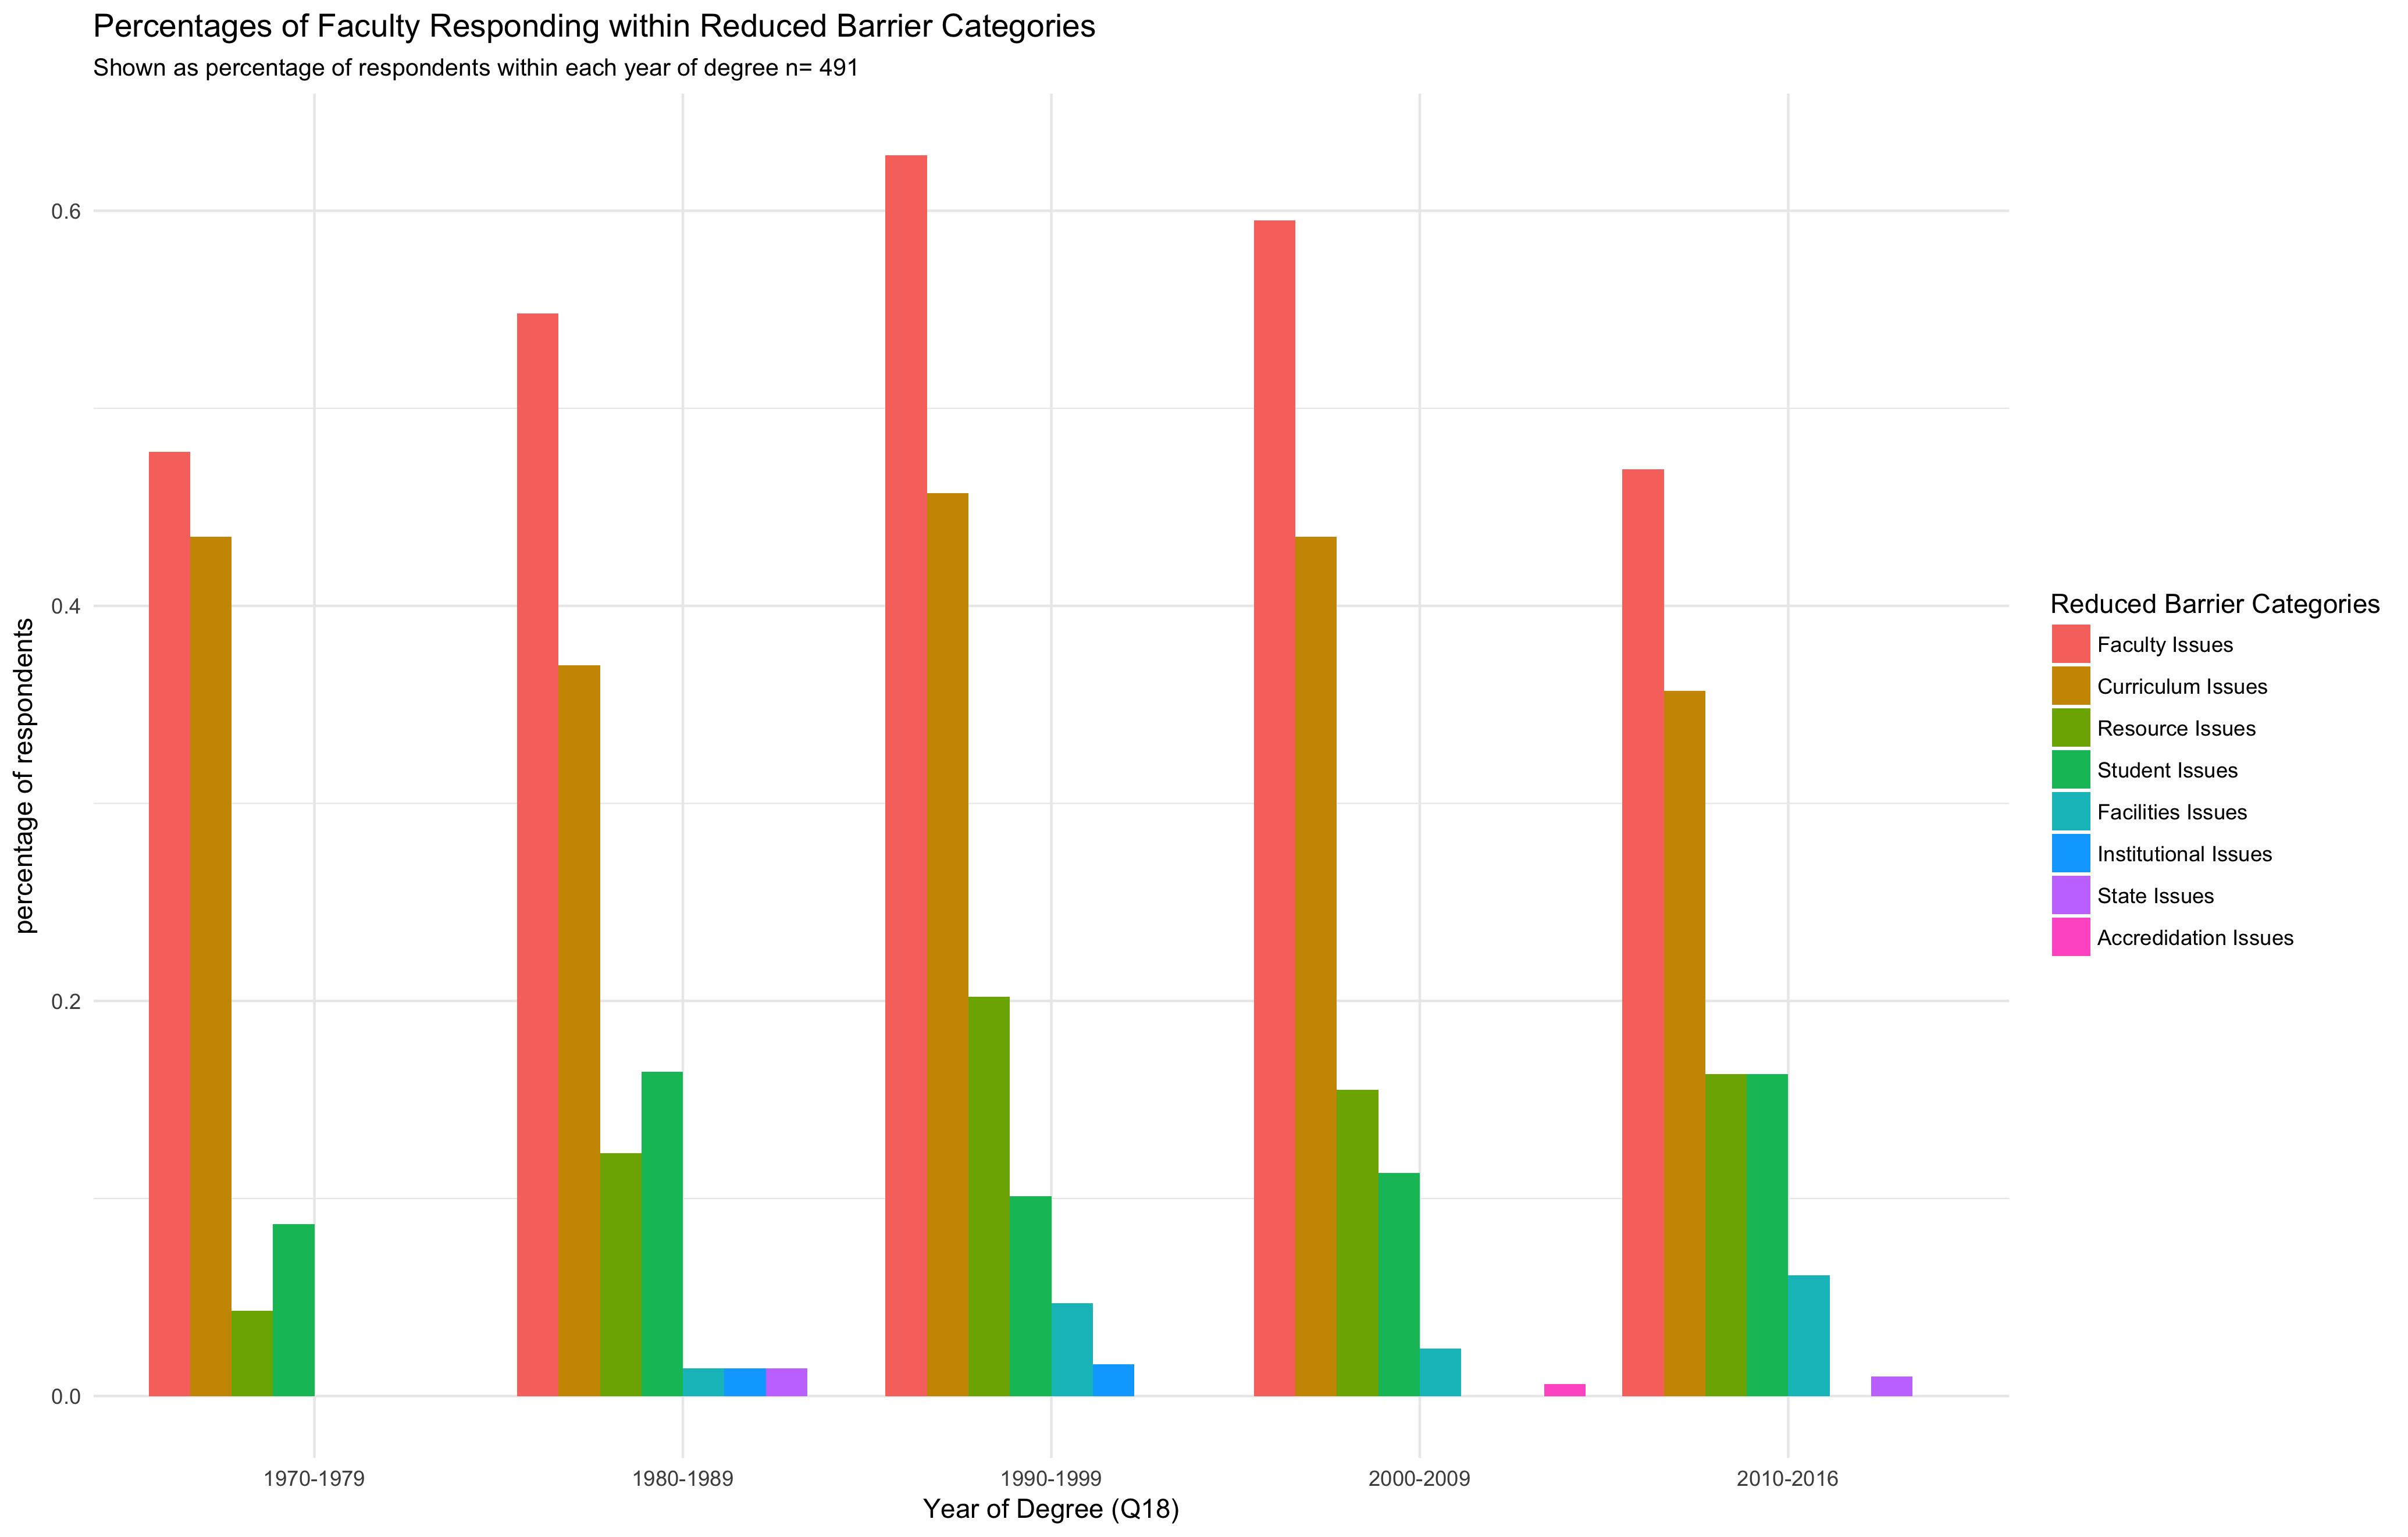 Percentages of Faculty Responding within Reduced Barrier Categories
Shown as percentage of respondents within each year of degree n= 491
percentage of respondents
0.6
0.4
0.2
0.0
1970-1979
1980-1989
1990-1999
2000-2009
2010-2016
Year of Degree (Q18)
Reduced Barrier Categories
Faculty Issues
Curriculum Issues
Resource Issues
Student Issues
Facilities Issues
Institutional Issues
State Issues
Accredidation Issues